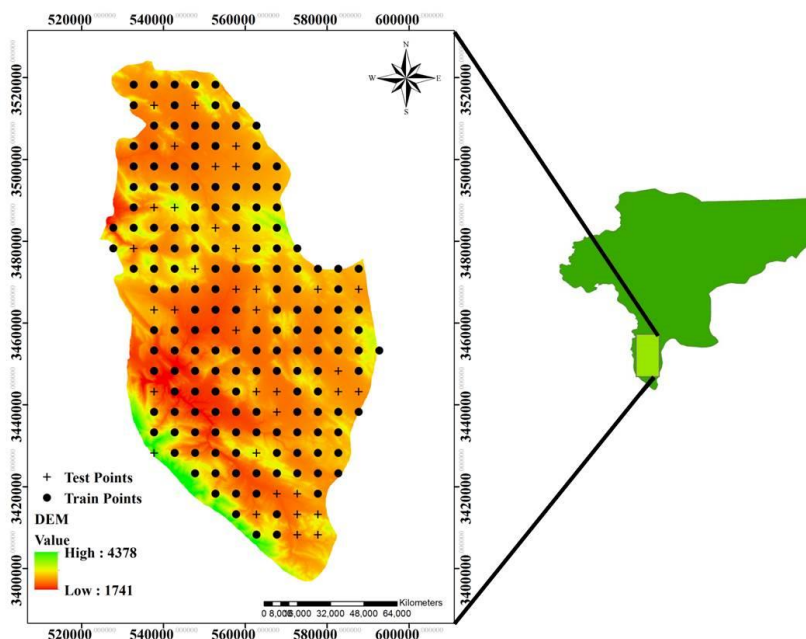 520000 540000 560000 580000 600000
N
W E
S
3520000 3520000
3500000 3500000
3480000 3480000
3460000 3460000
3440000 3440000
3420000 3420000
3400000 3400000
Test Points
Train Points
DEM
Value
High : 4378
Low : 1741
Kilometers
0 8,000 16,000 32,000 48,000 64,000
520000 540000 560000 580000 600000